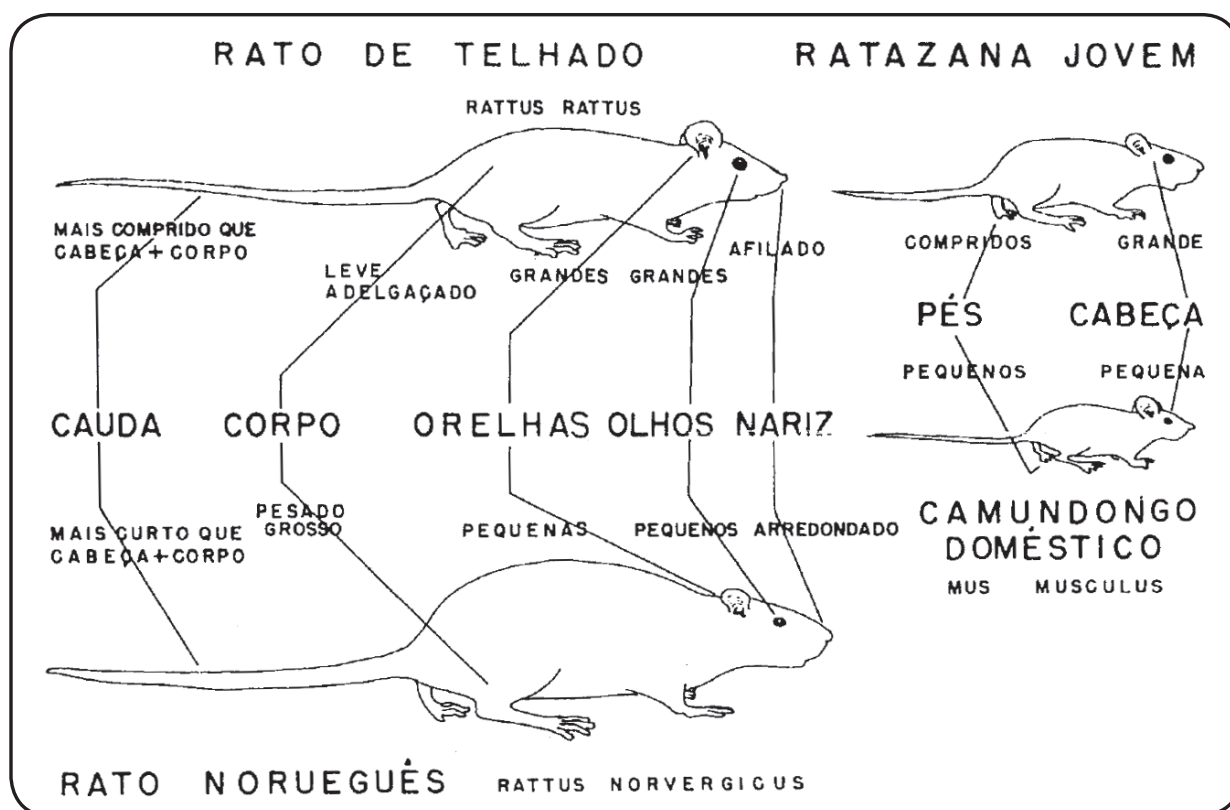 RATO DE TELHADO
RATTUS RATTUS
MAIS COMPRIDO QUE
CABEÇA+CORPO
LEVE
ADELGAÇADO
GRANDES
GRANDES
AFILADO
CAUDA
CORPO
ORELHAS
OLHOS
NARIZ
MAIS CURTO QUE
CABEÇA+CORPO
PESADO
GROSSO
PEQUENAS
PEQUENOS
ARREDONDADO
RATO NORUEGUÊS
RATTUS NORVERGICUS
RATAZANA JOVEM
COMPRIDOS
GRANDE
PÉS
CABEÇA
PEQUENOS
PEQUENA
CAMUNDONGO
DOMÉSTICO
MUS MUSCULUS